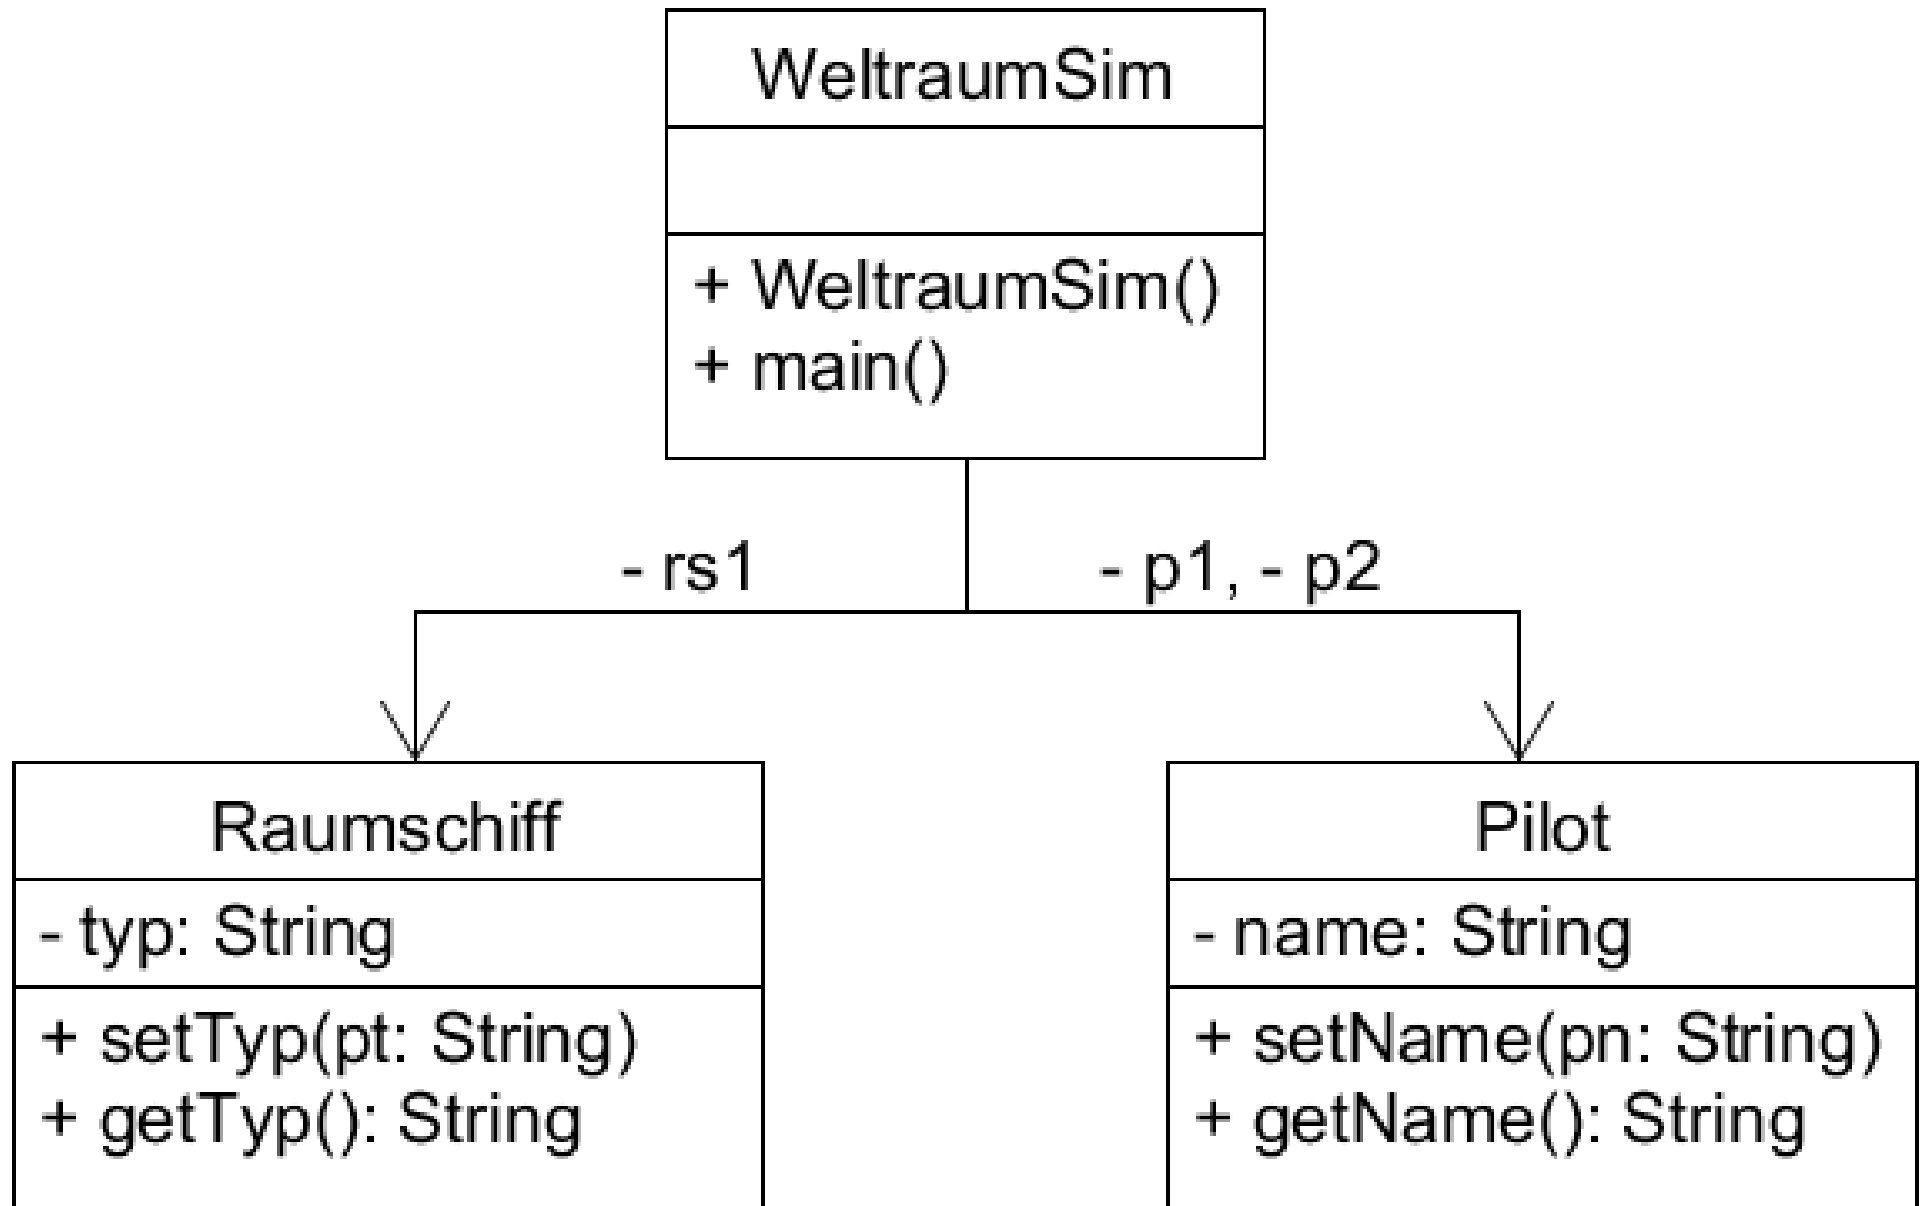 WeltraumSim
+ WeltraumSim()
+ main()
- rs1
- p1, - p2
Raumschiff
- typ: String
+ setTyp(pt: String)
+ getTyp(): String
Pilot
- name: String
+ setName(pn: String)
+ getName(): String